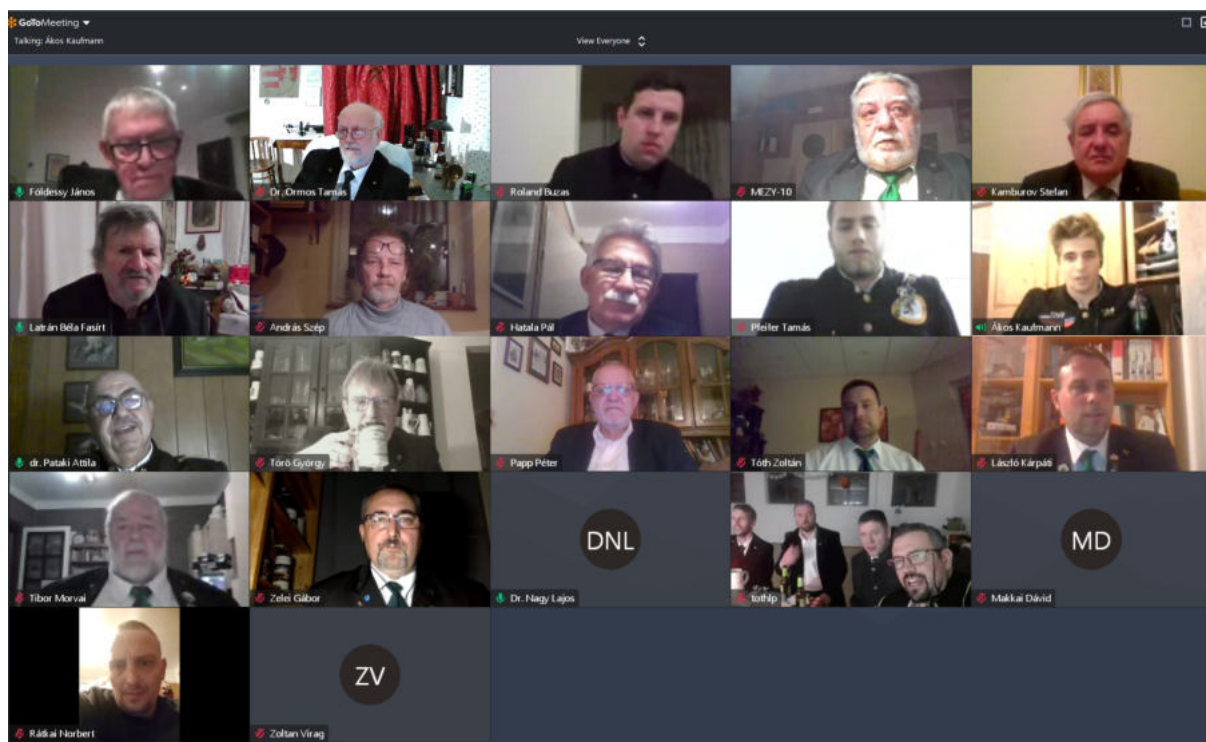 GoToMeeting
Talking: Ákos Kaufmann
View Everyone
Földessy János
Dr. Ormos Tamás
Roland Buzas
MEZY-10
Kamburov Stefan
Latrán Béla Fasírt
András Szép
Hatala Pál
Pfeifer Tamás
Ákos Kaufmann
dr. Pataki Attila
Törö György
Papp Péter
Tóth Zoltán
László Kárpáti
Tibor Morvai
Zelei Gábor
DNL
Dr. Nagy Lajos
tothlp
MD
Makkai Dávid
Rátkai Norbert
ZV
Zoltan Virag